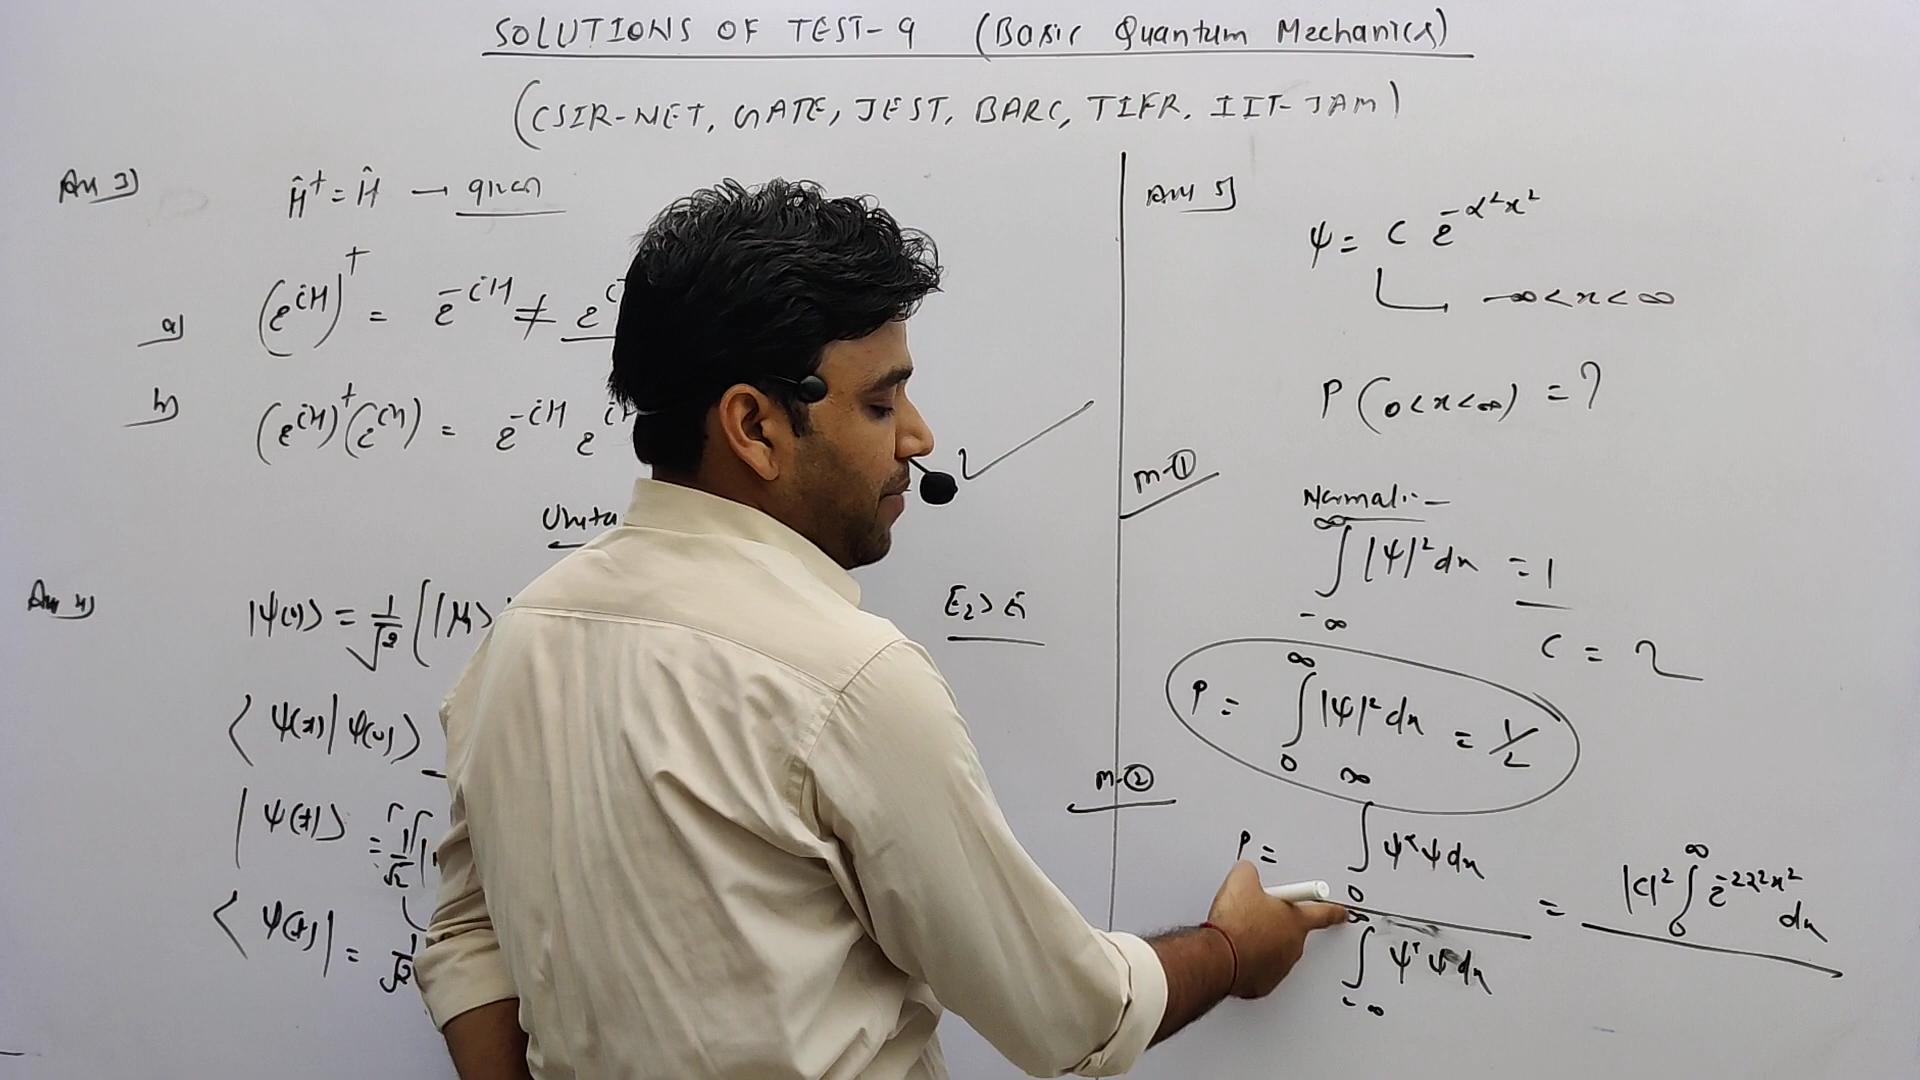 SOLUTIONS OF TEST-9 (Basic Quantum Mechanics)
(CSIR-NET, GATE, JEST, BARC, TIFR, IIT-JAM)
Ans 3)
Ĥ† = Ĥ → given
a) (e^{iH})† = e^{-iH} ≠ e^{i
b) (e^{iH})†(e^{iH}) = e^{-iH} e^{iH
Unita
Ans 4)
|ψ(0)> = 1/√2 (|ψ₁> E₂ > E₁
<ψ(t)|ψ(0)>
|ψ(t)> = 1/√2
<ψ(t)| = 1/√2
Ans 5)
ψ = C e^{-α²x²}
-∞<x<∞
P(0<x<∞) = ?
M-①
Normal:-
∫_{-∞}^{∞} |ψ|² dx = 1
C = ?
P = ∫_0^∞ |ψ|² dx = 1/2
M-②
P = ∫_0^∞ ψ*ψ dx / ∫_{-∞}^{∞} ψ*ψ dx = |C|² ∫_0^∞ e^{-2α²x²} dx